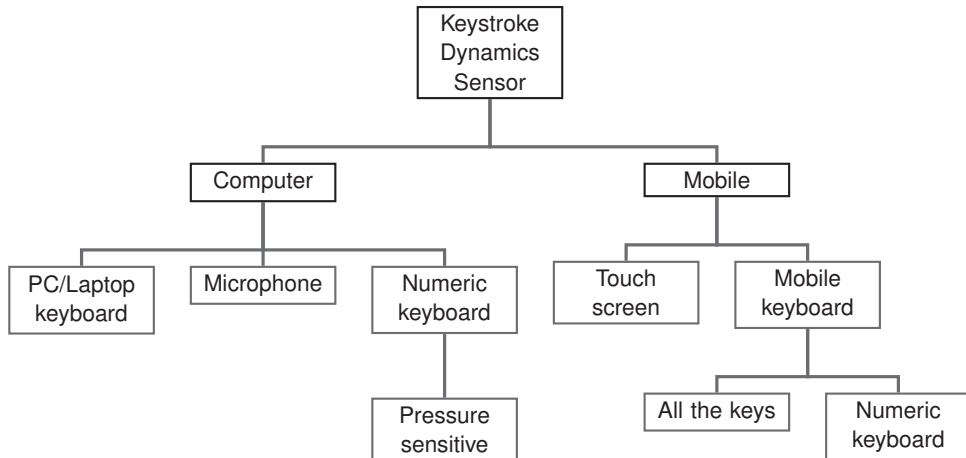 Keystroke
Dynamics
Sensor
Computer
Mobile
PC/Laptop
keyboard
Microphone
Numeric
keyboard
Touch
screen
Mobile
keyboard
Pressure
sensitive
All the keys
Numeric
keyboard